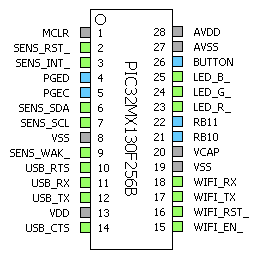 MCLR 1 28 AVDD
SENS_RST_ 2 27 AVSS
SENS_INT_ 3 26 BUTTON
PGED 4 25 LED_B_
PGEC 5 24 LED_G_
SENS_SDA 6 23 LED_R_
SENS_SCL 7 22 RB11
VSS 8 21 RB10
SENS_WAK_ 9 20 VCAP
USB_RTS 10 19 VSS
USB_RX 11 18 WIFI_RX
USB_TX 12 17 WIFI_TX
VDD 13 16 WIFI_RST_
USB_CTS 14 15 WIFI_EN_
PIC32MX130F256B